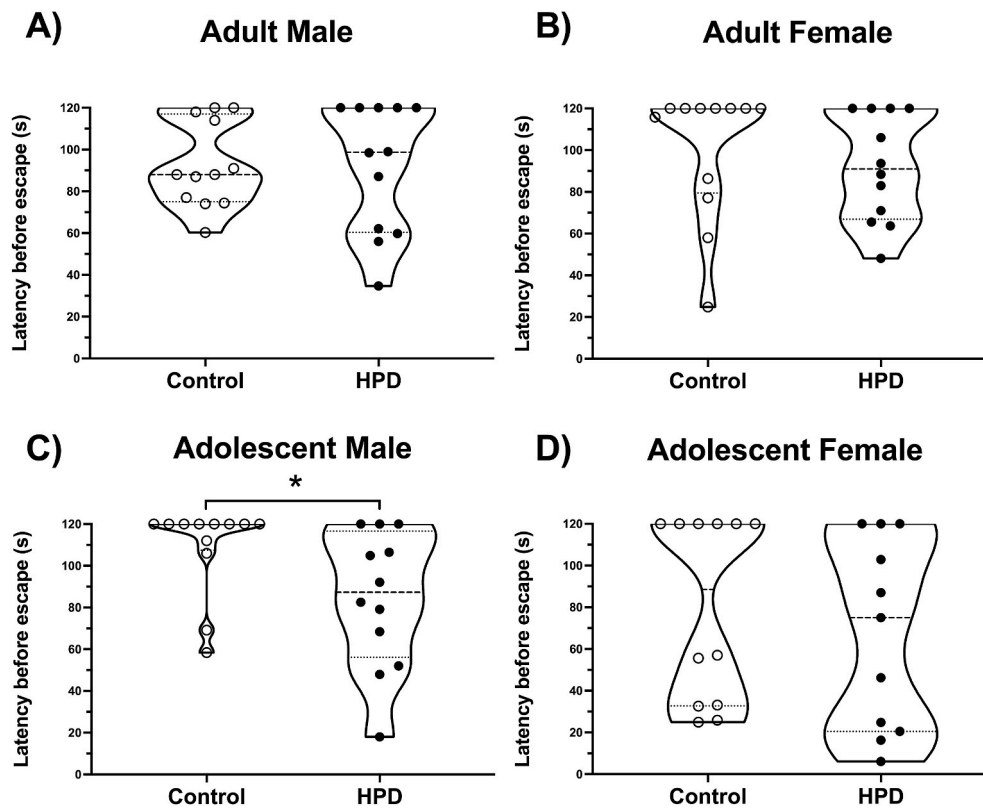 A) Adult Male
Latency before escape (s)
120
100
80
60
40
20
0
Control HPD
B) Adult Female
Latency before escape (s)
120
100
80
60
40
20
0
Control HPD
C) Adolescent Male
*
Latency before escape (s)
120
100
80
60
40
20
0
Control HPD
D) Adolescent Female
Latency before escape (s)
120
100
80
60
40
20
0
Control HPD